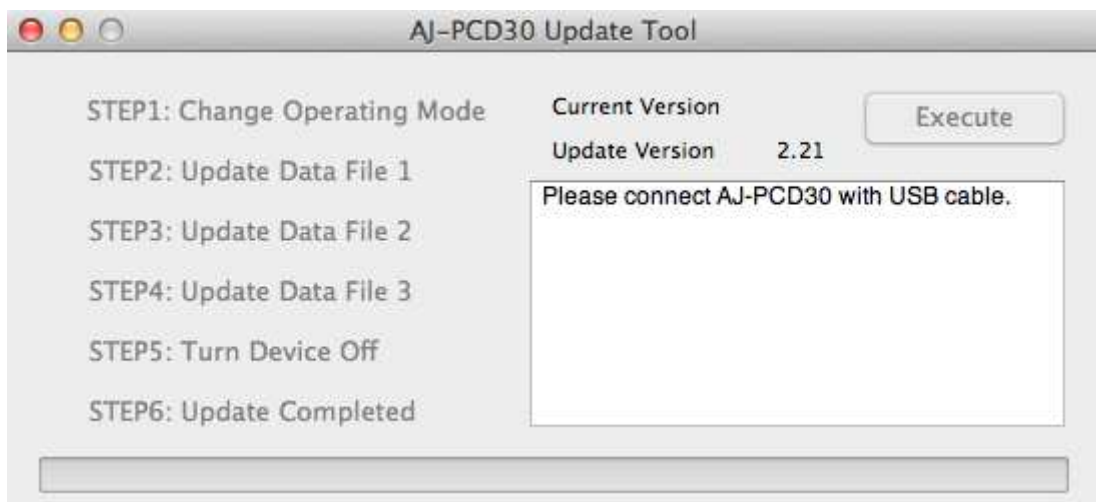 AJ-PCD30 Update Tool
STEP1: Change Operating Mode
STEP2: Update Data File 1
STEP3: Update Data File 2
STEP4: Update Data File 3
STEP5: Turn Device Off
STEP6: Update Completed
Current Version
Update Version 2.21
Execute
Please connect AJ-PCD30 with USB cable.